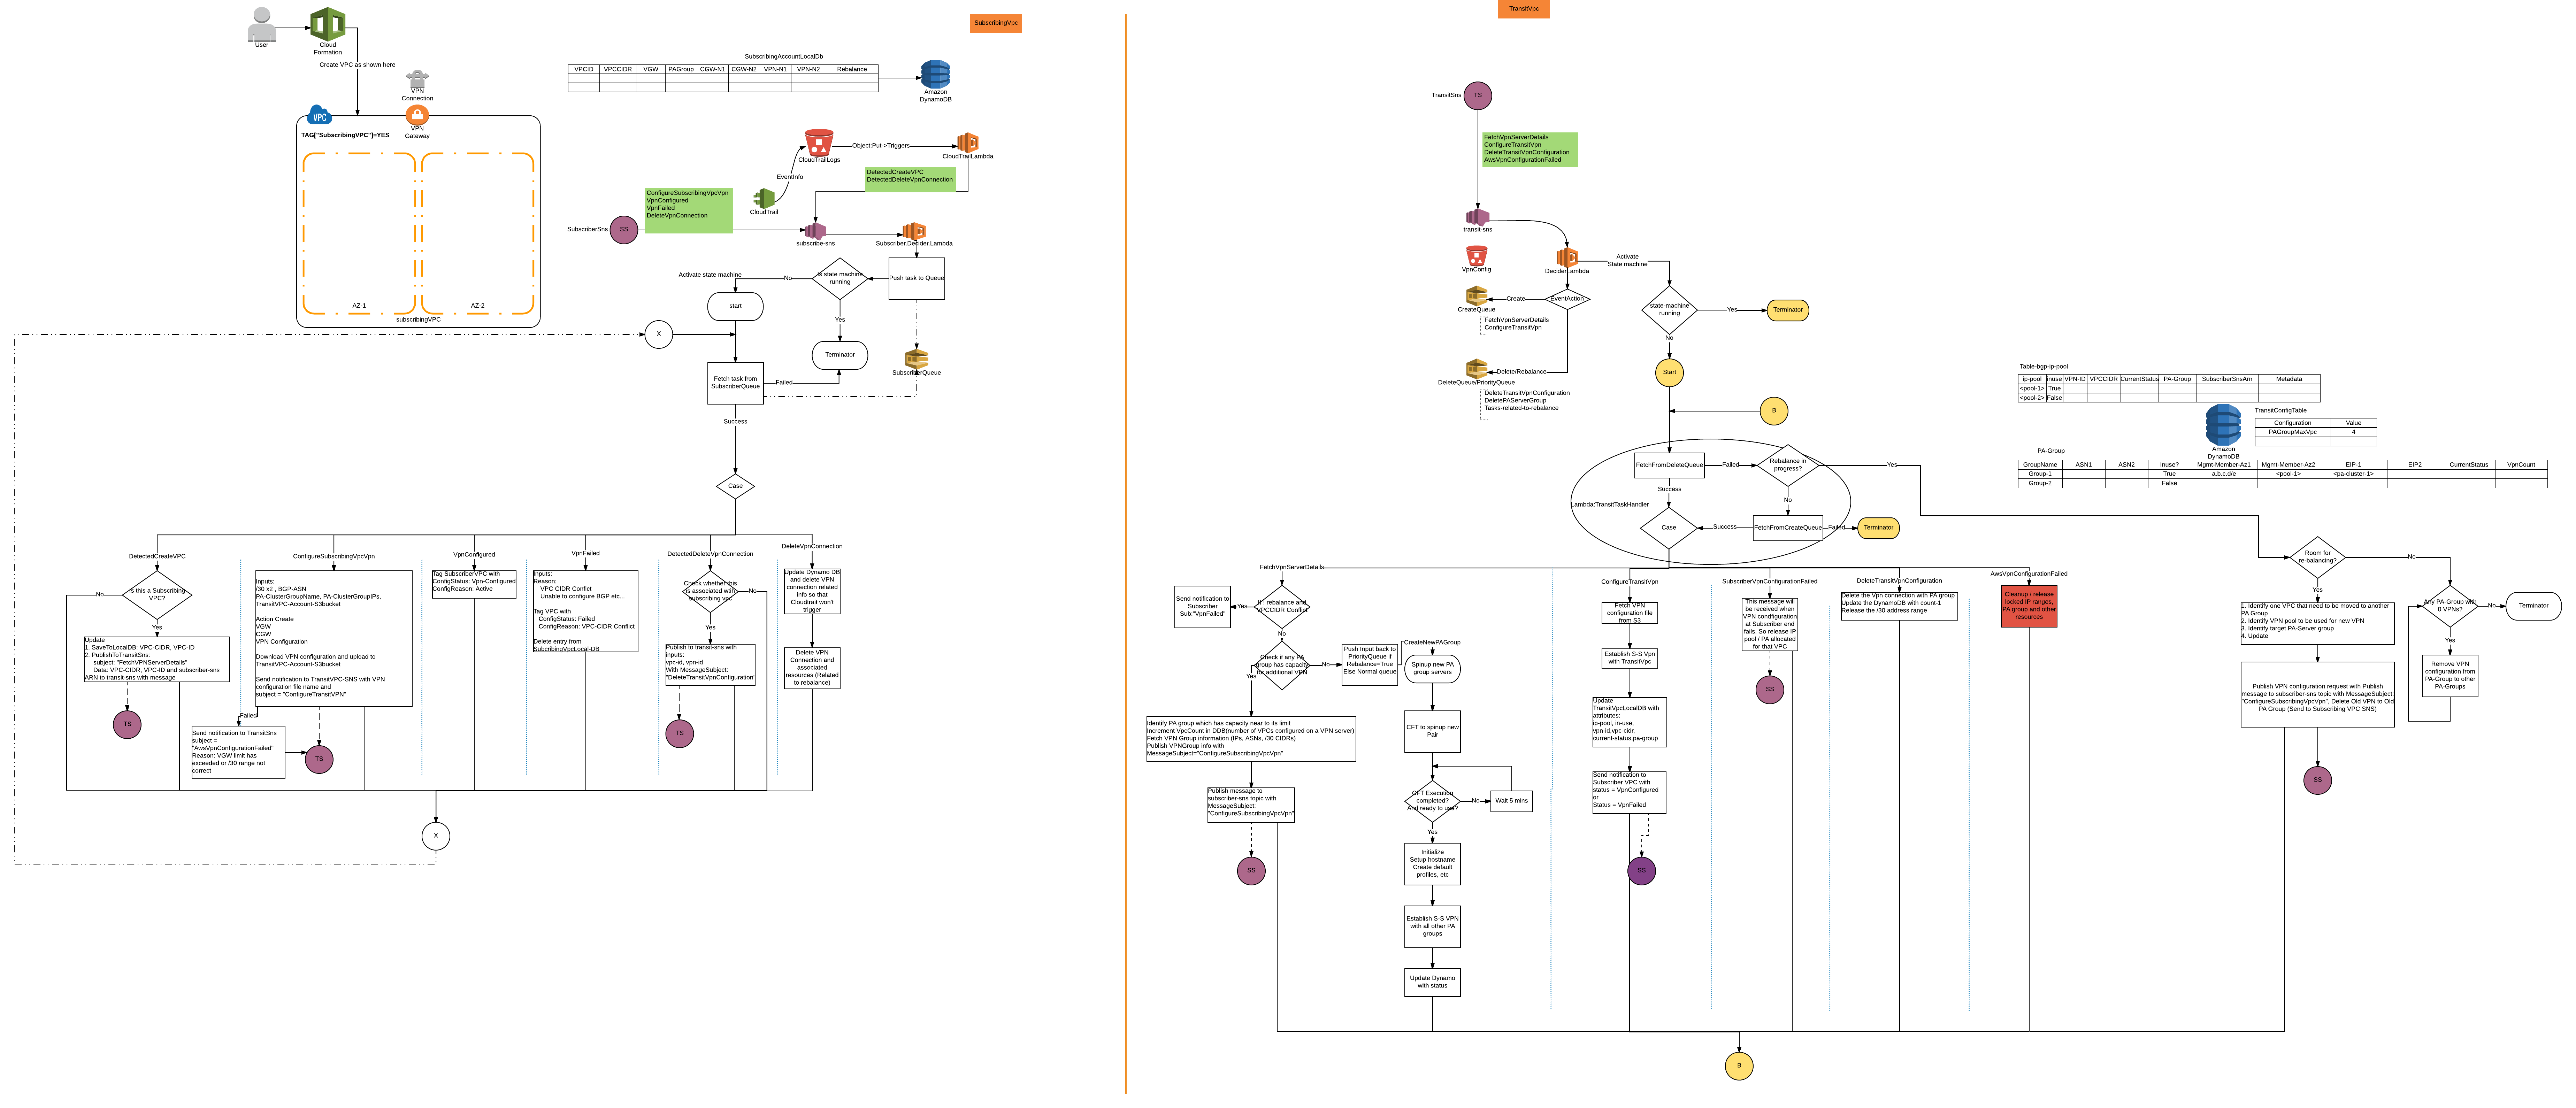 SubscribingVpc
User
Cloud
Formation
Create VPC as shown here
VPN
Connection
VPC
VPN
Gateway
TAG["SubscribingVPC"]=YES
AZ-1
AZ-2
subscribingVPC
SubscribingAccountLocalDb
VPCID VPCCIDR VGW PAGroup CGW-N1 CGW-N2 VPN-N1 VPN-N2 Rebalance
Amazon
DynamoDB
CloudTrailLogs
Object:Put->Triggers
CloudTrailLambda
EventInfo
CloudTrail
DetectedCreateVPC
DetectedDeleteVpnConnection
ConfigureSubscribingVpcVpn
VpnConfigured
VpnFailed
DeleteVpnConnection
SubscriberSns
SS
subscribe-sns
Subscriber.Decider.Lambda
Push task to Queue
Is state machine
running
No
Activate state machine
start
Yes
Terminator
X
Fetch task from
SubscriberQueue
Failed
SubscriberQueue
Success
Case
DetectedCreateVPC
ConfigureSubscribingVpcVpn
VpnConfigured
VpnFailed
DetectedDeleteVpnConnection
DeleteVpnConnection
Is this a Subscribing
VPC?
No
Yes
Update
1. SaveToLocalDB: VPC-CIDR, VPC-ID
2. PublishToTransitSns:
subject: "FetchVPNServerDetails"
Data: VPC-CIDR, VPC-ID and subscriber-sns
ARN to transit-sns with message
TS
Inputs:
/30 x2 , BGP-ASN
PA-ClusterGroupName, PA-ClusterGroupIPs,
TransitVPC-Account-S3bucket
Action Create
VGW
CGW
VPN Configuration
Download VPN configuration and upload to
TransitVPC-Account-S3bucket
Send notification to TransitVPC-SNS with VPN
configuration file name and
subject = "ConfigureTransitVPN"
Failed
Send notification to TransitSns
subject =
"AwsVpnConfigurationFailed"
Reason: VGW limit has
exceeded or /30 range not
correct
TS
Tag SubscriberVPC with
ConfigStatus: Vpn-Configured
ConfigReason: Active
Inputs:
Reason:
VPC CIDR Confict
Unable to configure BGP etc...
Tag VPC with
ConfigStatus: Failed
ConfigReason: VPC-CIDR Conflict
Delete entry from
SubcribingVpcLocal-DB
Check whether this
is associated with
subscribing vpc
No
Yes
Publish to transit-sns with
inputs:
vpc-id, vpn-id
With MessageSubject:
"DeleteTransitVpnConfiguration"
TS
Update Dynamo DB
and delete VPN
connection related
info so that
Cloudtrail won't
trigger
Delete VPN
Connection and
associated
resources (Related
to rebalance)
X
TransitVpc
TransitSns
TS
FetchVpnServerDetails
ConfigureTransitVpn
DeleteTransitVpnConfiguration
AwsVpnConfigurationFailed
transit-sns
VpnConfig
DeciderLambda
Activate
State machine
CreateQueue
Create
EventAction
FetchVpnServerDetails
ConfigureTransitVpn
state-machine
running
Yes
Terminator
No
Delete/Rebalance
DeleteQueue/PriorityQueue
DeleteTransitVpnConfiguration
DeletePAServerGroup
Tasks-related-to-rebalance
Start
B
Table-bgp-ip-pool
ip-pool inuse VPN-ID VPCCIDR CurrentStatus PA-Group SubscriberSnsArn Metadata
<pool-1> True
<pool-2> False
Amazon
DynamoDB
TransitConfigTable
Configuration Value
PAGroupMaxVpc 4
PA-Group
GroupName ASN1 ASN2 Inuse? Mgmt-Member-Az1 Mgmt-Member-Az2 EIP-1 EIP2 CurrentStatus VpnCount
Group-1 True a.b.c.d/e <pool-1> <pa-cluster-1>
Group-2 False
FetchFromDeleteQueue
Failed
Rebalance in
progress?
Yes
Success
No
Lambda:TransitTaskHandler
Case
Success
FetchFromCreateQueue
Failed
Terminator
FetchVpnServerDetails
ConfigureTransitVpn
SubscriberVpnConfigurationFailed
DeleteTransitVpnConfiguration
AwsVpnConfigurationFailed
Send notification to
Subscriber
Sub:"VpnFailed"
Yes
If ! rebalance and
VPCCIDR Conflict
No
Check if any PA
group has capacity
for additional VPN
No
Yes
Push Input back to
PriorityQueue if
Rebalance=True
Else Normal queue
CreateNewPAGroup
Spinup new PA
group servers
CFT to spinup new
Pair
CFT Execution
completed?
And ready to use?
No
Wait 5 mins
Yes
Initialize
Setup hostname
Create default
profiles, etc
Establish S-S VPN
with all other PA
groups
Update Dynamo
with status
Identify PA group which has capacity near to its limit
Increment VpcCount in DDB(number of VPCs configured on a VPN server)
Fetch VPN Group information (IPs, ASNs, /30 CIDRs)
Publish VPNGroup info with
MessageSubject="ConfigureSubscribingVpcVpn"
Publish message to
subscriber-sns topic with
MessageSubject:
"ConfigureSubscribingVpcVpn"
SS
Fetch VPN
configuration file
from S3
Establish S-S Vpn
with TransitVpc
Update
TransitVpcLocalDB with
attributes:
ip-pool, in-use,
vpn-id,vpc-cidr,
current-status,pa-group
Send notification to
Subscriber VPC with
status = VpnConfigured
or
Status = VpnFailed
SS
This message will
be received when
VPN condiguration
at Subscriber end
fails. So release IP
pool / PA allocated
for that VPC
SS
Delete the Vpn connection with PA group
Update the DynamoDB with count-1
Release the /30 address range
Cleanup / release
locked IP ranges,
PA group and other
resources
Room for
re-balancing?
No
Yes
1. Identify one VPC that need to be moved to another
PA Group
2. Identify VPN pool to be used for new VPN
3. Identify target PA-Server group
4. Update
Publish VPN configuration request with Publish
message to subscriber-sns topic with MessageSubject:
"ConfigureSubscribingVpcVpn", Delete Old VPN to Old
PA Group (Send to Subscribing VPC SNS)
SS
Any PA-Group with
0 VPNs?
No
Terminator
Yes
Remove VPN
configuration from
PA-Group to other
PA-Groups
B